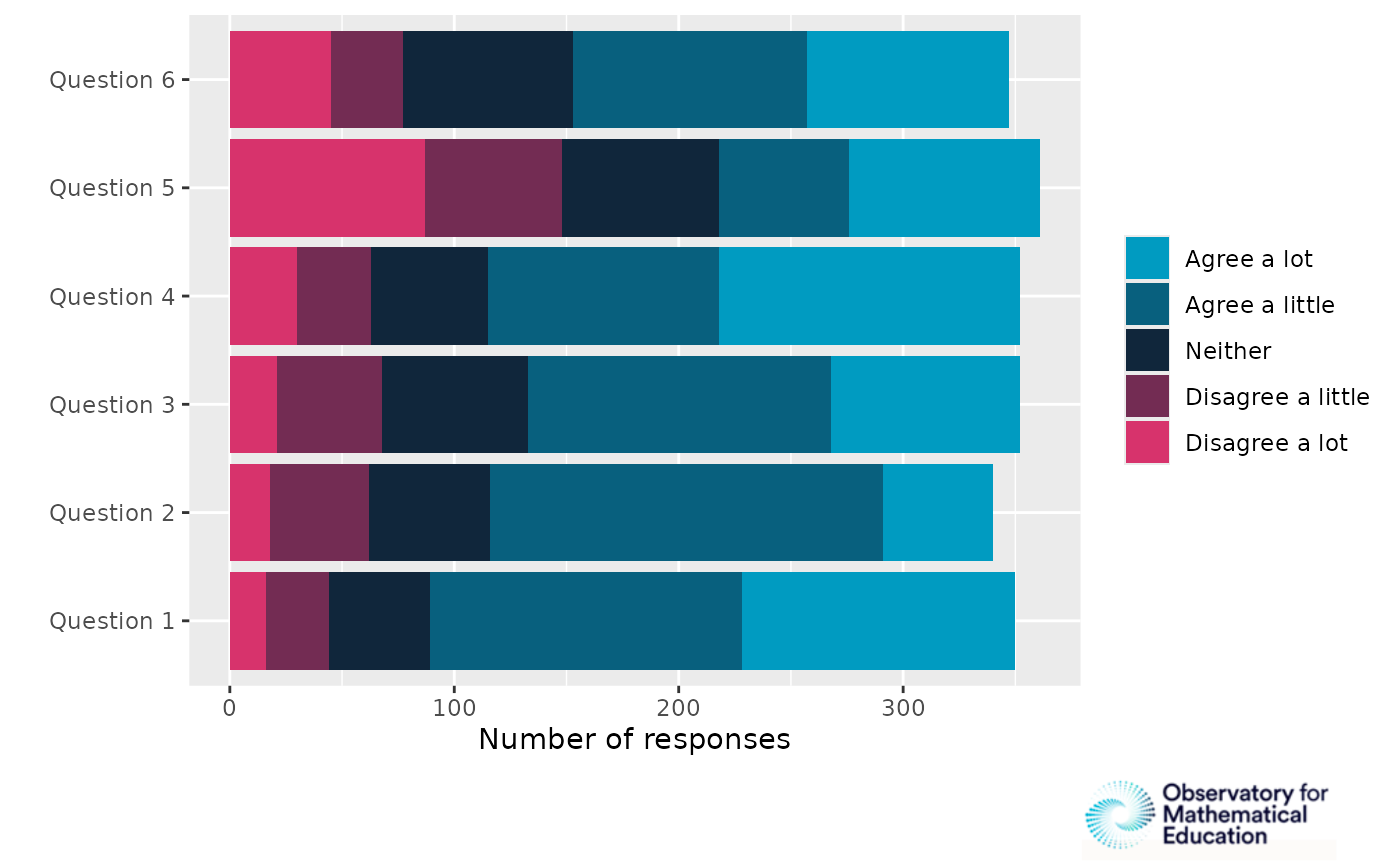 Question 6
Question 5
Question 4
Question 3
Question 2
Question 1
0 100 200 300
Number of responses
Agree a lot
Agree a little
Neither
Disagree a little
Disagree a lot
Observatory for
Mathematical
Education